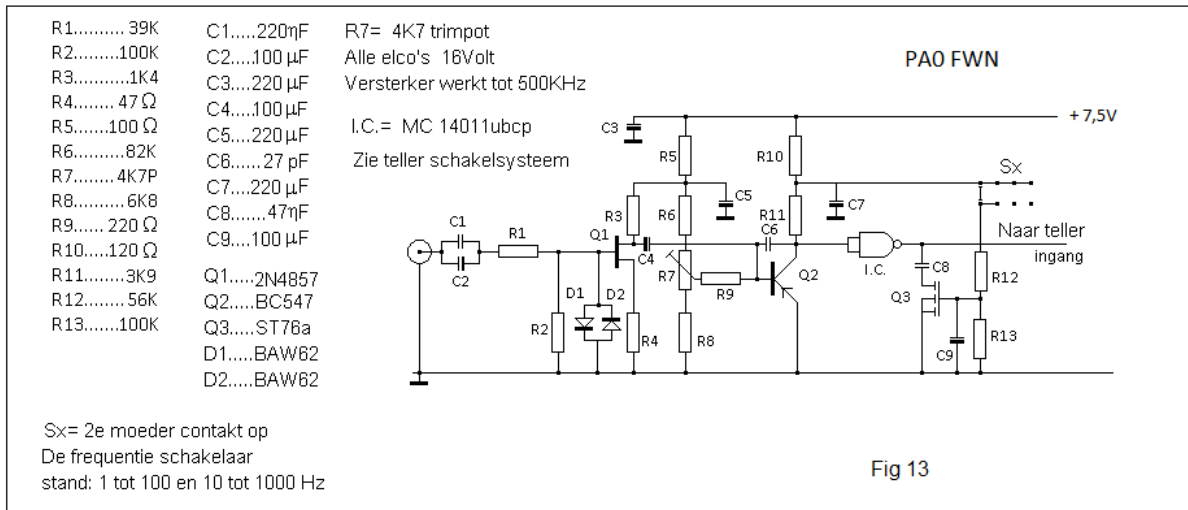 R1.......... 39K
R2..........100K
R3..........1K4
R4........ 47 Ω
R5.......100 Ω
R6.......... 82K
R7........ 4K7P
R8.......... 6K8
R9...... 220 Ω
R10.......120 Ω
R11.........3K9
R12........ 56K
R13.......100K
C1.....220ηF
C2.....100 µF
C3.....220 µF
C4.....100 µF
C5.....220 µF
C6...... 27 pF
C7.....220 µF
C8.......47ηF
C9.....100 µF
Q1.....2N4857
Q2.....BC547
Q3.....ST76a
D1.....BAW62
D2.....BAW62
R7= 4K7 trimpot
Alle elco's 16Volt
Versterker werkt tot 500KHz
I.C.= MC 14011ubcp
Zie teller schakelsysteem
PA0 FWN
+ 7,5V
C3
R5
R10
Sx
C5
C7
R3
R6
R11
C1
R1
Q1
C4
C6
Naar teller
ingang
I.C.
C2
D1
D2
R7
R9
Q2
C8
Q3
R12
R2
R4
R8
C9
R13
Sx= 2e moeder contakt op
De frequentie schakelaar
stand: 1 tot 100 en 10 tot 1000 Hz
Fig 13